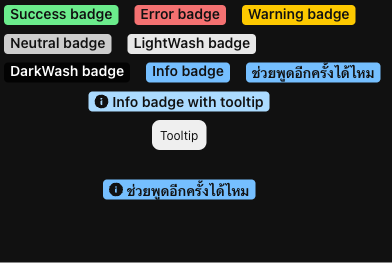 Success badge Error badge Warning badge
Neutral badge LightWash badge
DarkWash badge Info badge ช่วยพูดอีกครั้งได้ไหม
Info badge with tooltip
Tooltip
ช่วยพูดอีกครั้งได้ไหม